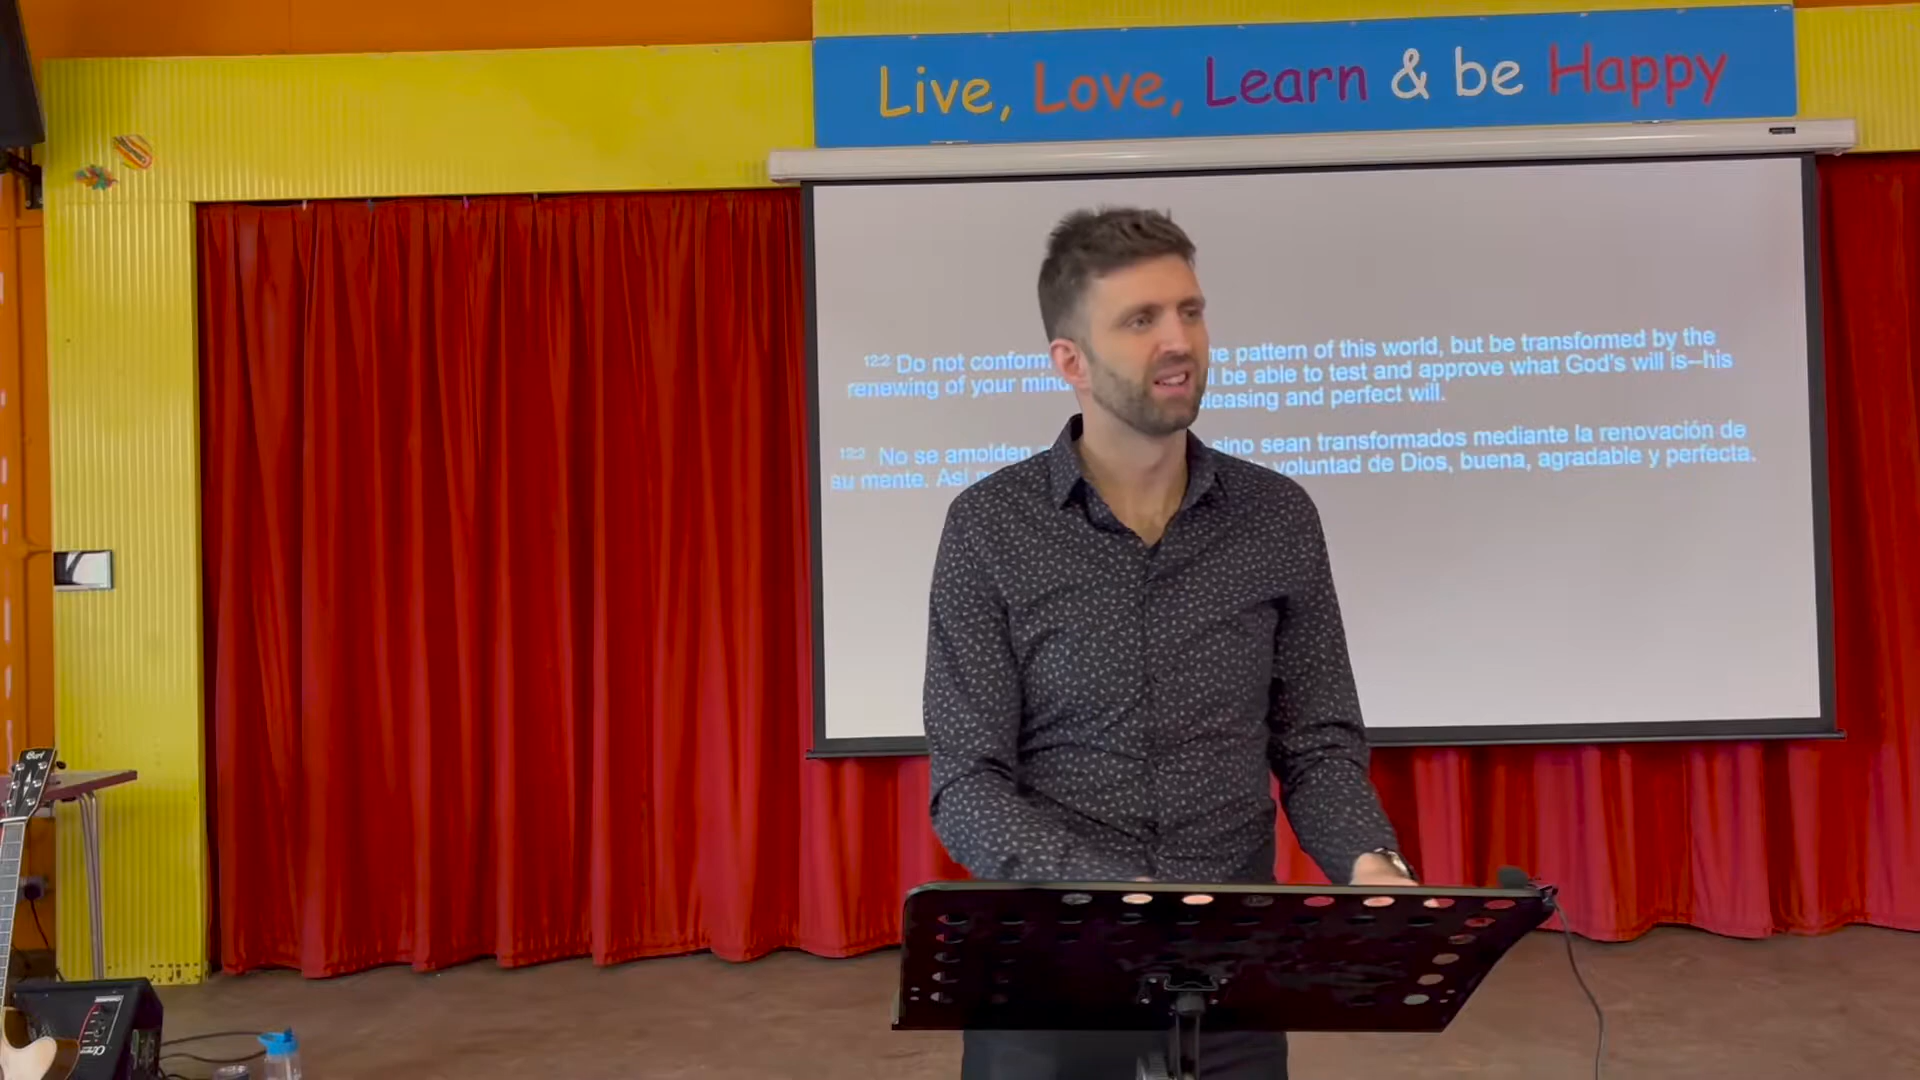 Live, Love, Learn & be Happy
12:2 Do not conform pattern of this world, but be transformed by the
renewing of your mind be able to test and approve what God's will is--his
pleasing and perfect will.
12:2 No se amolden sino sean transformados mediante la renovación de
su mente. Así voluntad de Dios, buena, agradable y perfecta.
Cort